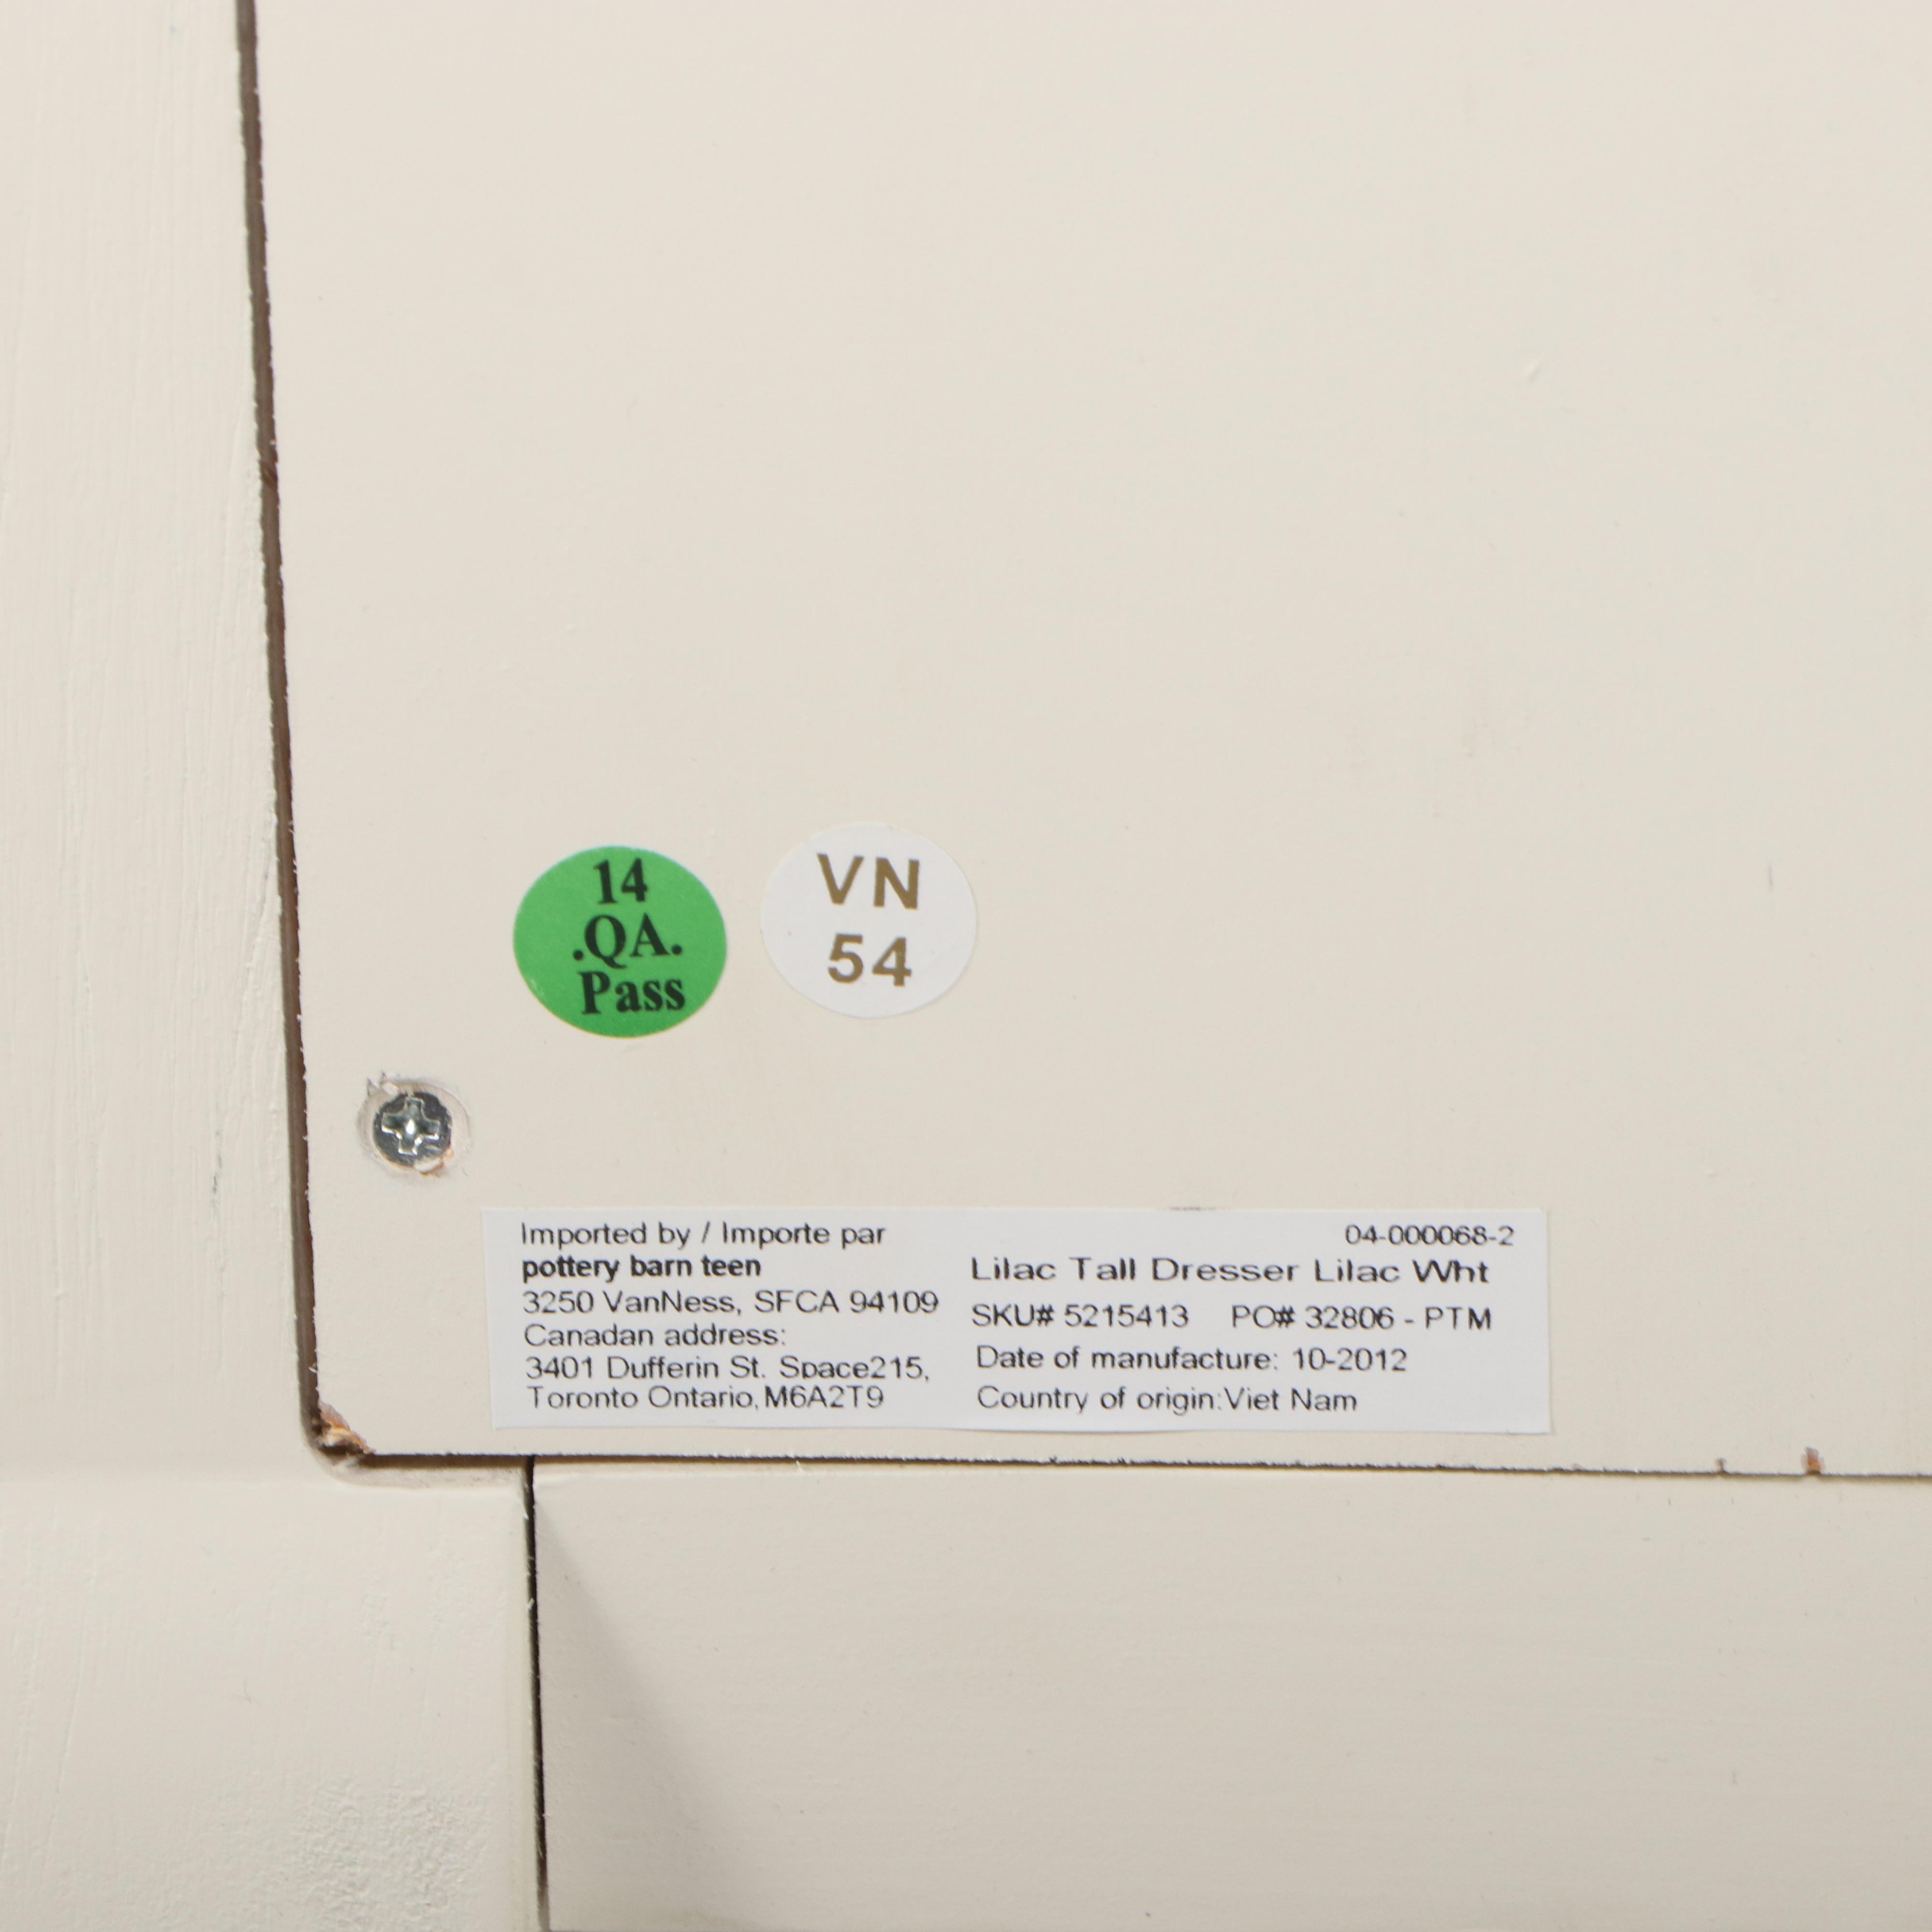 14
.QA.
Pass
VN
54
Imported by / Importe par
pottery barn teen
3250 VanNess, SFCA 94109
Canadan address:
3401 Dufferin St. Space215,
Toronto Ontario, M6A2T9
04-000068-2
Lilac Tall Dresser Lilac Wht
SKU# 5215413 PO# 32806 - PTM
Date of manufacture: 10-2012
Country of origin:Viet Nam